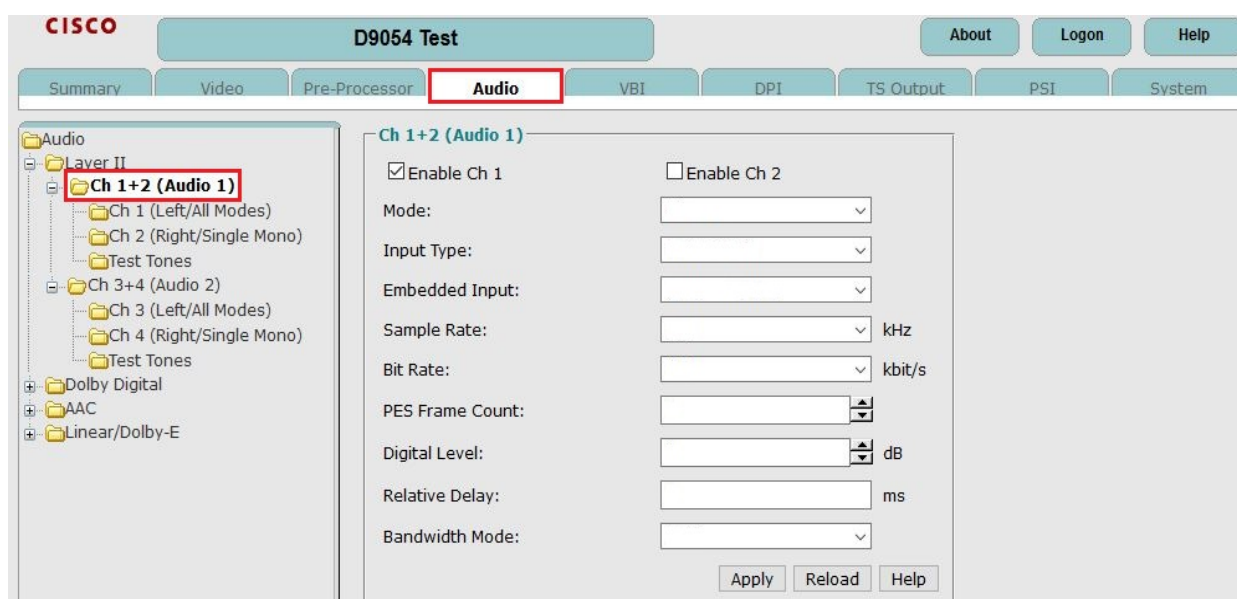 CISCO
D9054 Test
About Logon Help
Summary Video Pre-Processor Audio VBI DPI TS Output PSI System
Audio
Layer II
Ch 1+2 (Audio 1)
Ch 1 (Left/All Modes)
Ch 2 (Right/Single Mono)
Test Tones
Ch 3+4 (Audio 2)
Ch 3 (Left/All Modes)
Ch 4 (Right/Single Mono)
Test Tones
Dolby Digital
AAC
Linear/Dolby-E
Ch 1+2 (Audio 1)
Enable Ch 1 Enable Ch 2
Mode:
Input Type:
Embedded Input:
Sample Rate: kHz
Bit Rate: kbit/s
PES Frame Count:
Digital Level: dB
Relative Delay: ms
Bandwidth Mode:
Apply Reload Help